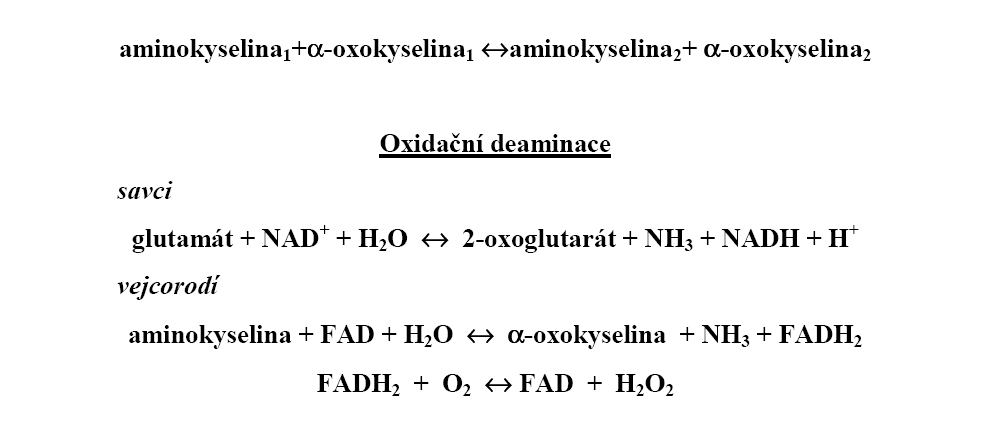 aminokyselina₁+α-oxokyselina₁ ↔aminokyselina₂+ α-oxokyselina₂
Oxidační deaminace
savci
glutamát + NAD⁺ + H₂O ↔ 2-oxoglutarát + NH₃ + NADH + H⁺
vejcorodí
aminokyselina + FAD + H₂O ↔ α-oxokyselina + NH₃ + FADH₂
FADH₂ + O₂ ↔ FAD + H₂O₂